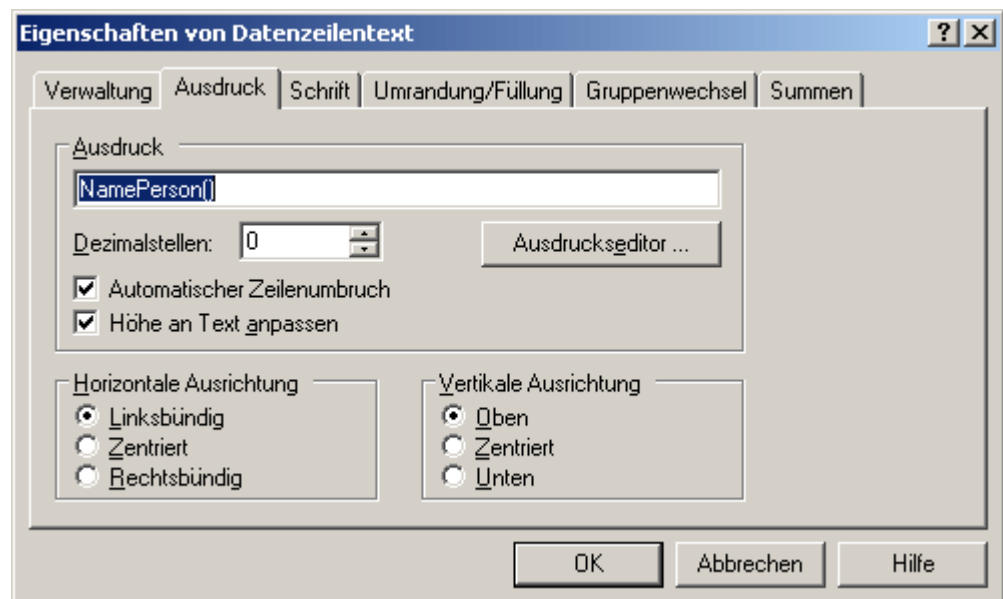 Eigenschaften von Datenzeilentext
Verwaltung Ausdruck Schrift Umrandung/Füllung Gruppenwechsel Summen
Ausdruck
NamePerson()
Dezimalstellen: 0 Ausdruckseditor ...
Automatischer Zeilenumbruch
Höhe an Text anpassen
Horizontale Ausrichtung
Linksbündig
Zentriert
Rechtsbündig
Vertikale Ausrichtung
Oben
Zentriert
Unten
OK Abbrechen Hilfe